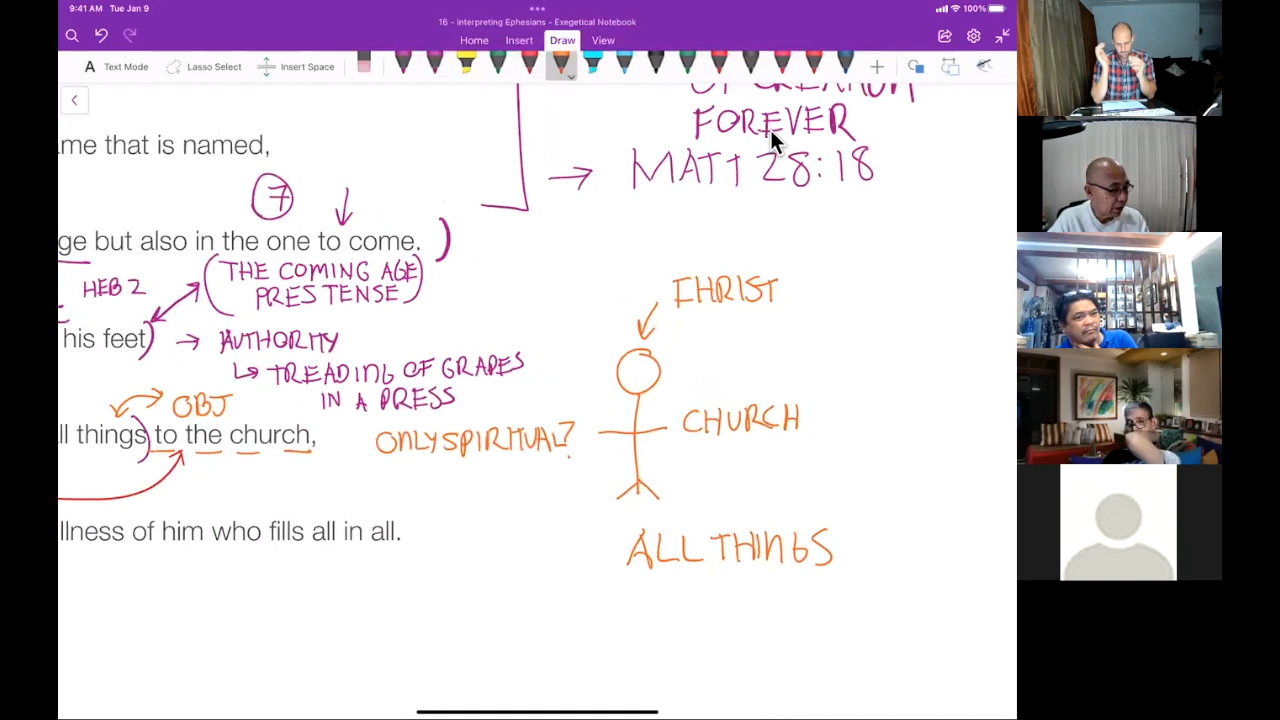 9:41 AM Tue Jan 9
100%
16 - Interpreting Ephesians - Exegetical Notebook
Home Insert Draw View
A Text Mode Lasso Select Insert Space
OF CREATION
FOREVER
ame that is named,
→ MATT 28:18
7
ge but also in the one to come.
(THE COMING AGE
PRES TENSE)
HEB 2
CHRIST
his feet) → AUTHORITY
↳ TREADING OF GRAPES
IN A PRESS
OBJ
ll things) to the church,
ONLY SPIRITUAL?
CHURCH
llness of him who fills all in all.
ALL THINGS